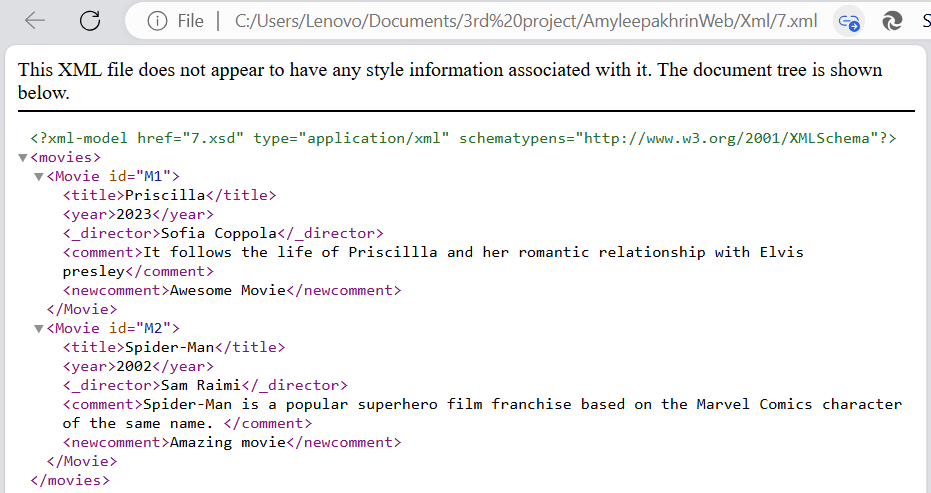 File | C:/Users/Lenovo/Documents/3rd%20project/AmyleepakhrinWeb/Xml/7.xml
This XML file does not appear to have any style information associated with it. The document tree is shown
below.
<?xml-model href="7.xsd" type="application/xml" schematypens="http://www.w3.org/2001/XMLSchema"?>
▼<movies>
▼<Movie id="M1">
<title>Priscilla</title>
<year>2023</year>
<_director>Sofia Coppola</_director>
<comment>It follows the life of Priscillla and her romantic relationship with Elvis
presley</comment>
<newcomment>Awesome Movie</newcomment>
</Movie>
▼<Movie id="M2">
<title>Spider-Man</title>
<year>2002</year>
<_director>Sam Raimi</_director>
<comment>Spider-Man is a popular superhero film franchise based on the Marvel Comics character
of the same name. </comment>
<newcomment>Amazing movie</newcomment>
</Movie>
</movies>